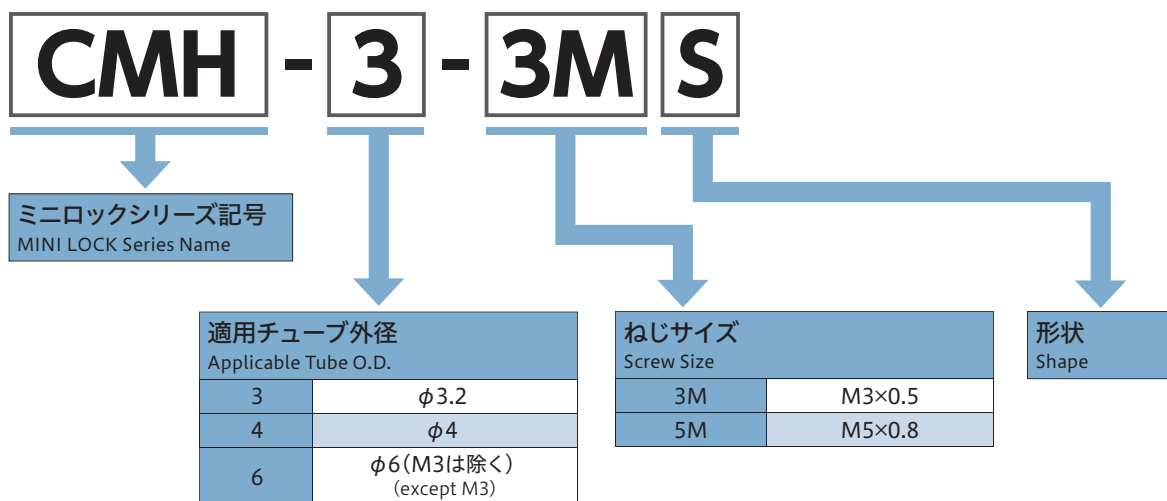 CMH - 3 - 3M S
ミニロックシリーズ記号
MINI LOCK Series Name
適用チューブ外径
Applicable Tube O.D.
3 φ3.2
4 φ4
6 φ6(M3は除く)
(except M3)
ねじサイズ
Screw Size
3M M3×0.5
5M M5×0.8
形状
Shape